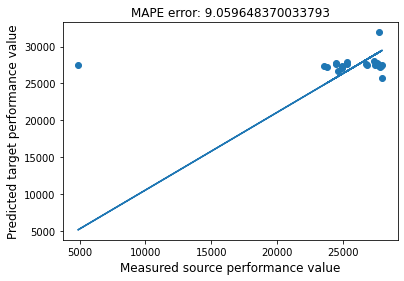 MAPE error: 9.059648370033793
Predicted target performance value
30000
25000
20000
15000
10000
5000
5000 10000 15000 20000 25000
Measured source performance value